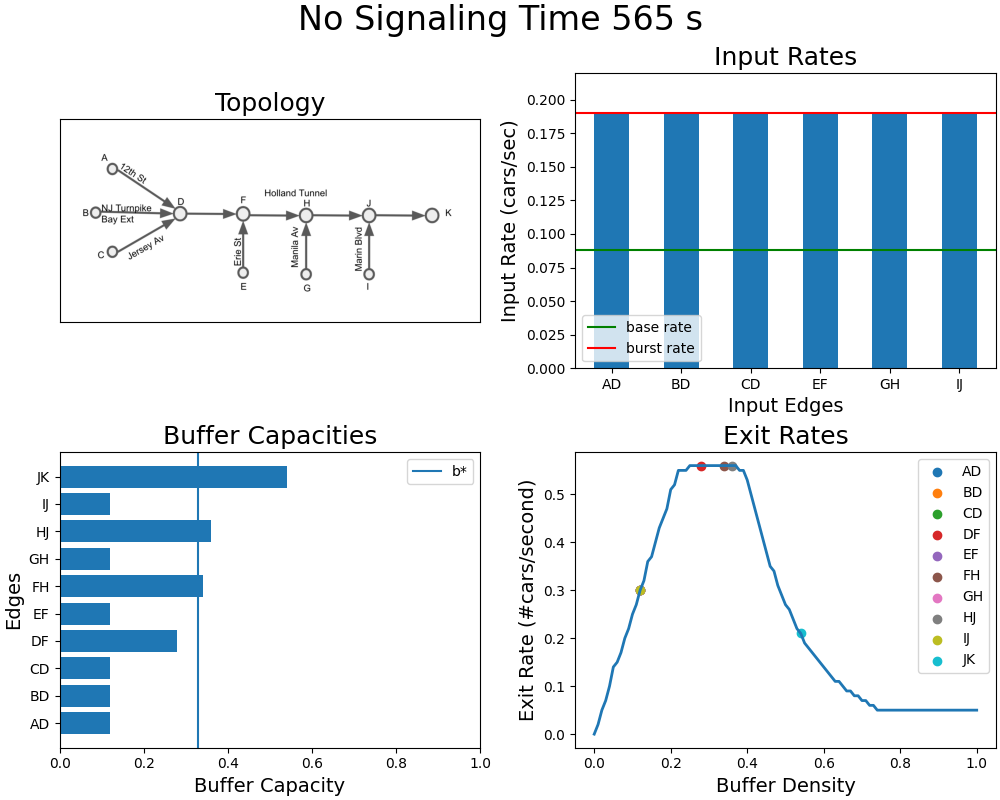 No Signaling Time 565 s
Topology
A
12th St
B
NJ Turnpike
Bay Ext
C
Jersey Av
D
F
Erie St
E
Holland Tunnel
H
Manila Av
G
J
Marin Blvd
I
K
Input Rates
Input Rate (cars/sec)
0.200
0.175
0.150
0.125
0.100
0.075
0.050
0.025
0.000
base rate
burst rate
AD BD CD EF GH IJ
Input Edges
Buffer Capacities
Edges
JK
IJ
HJ
GH
FH
EF
DF
CD
BD
AD
b*
0.0 0.2 0.4 0.6 0.8 1.0
Buffer Capacity
Exit Rates
Exit Rate (#cars/second)
0.5
0.4
0.3
0.2
0.1
0.0
AD
BD
CD
DF
EF
FH
GH
HJ
IJ
JK
0.0 0.2 0.4 0.6 0.8 1.0
Buffer Density